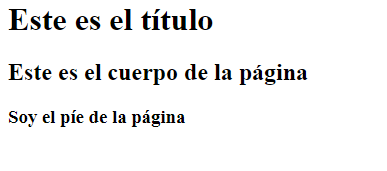 Este es el título
Este es el cuerpo de la página
Soy el píe de la página